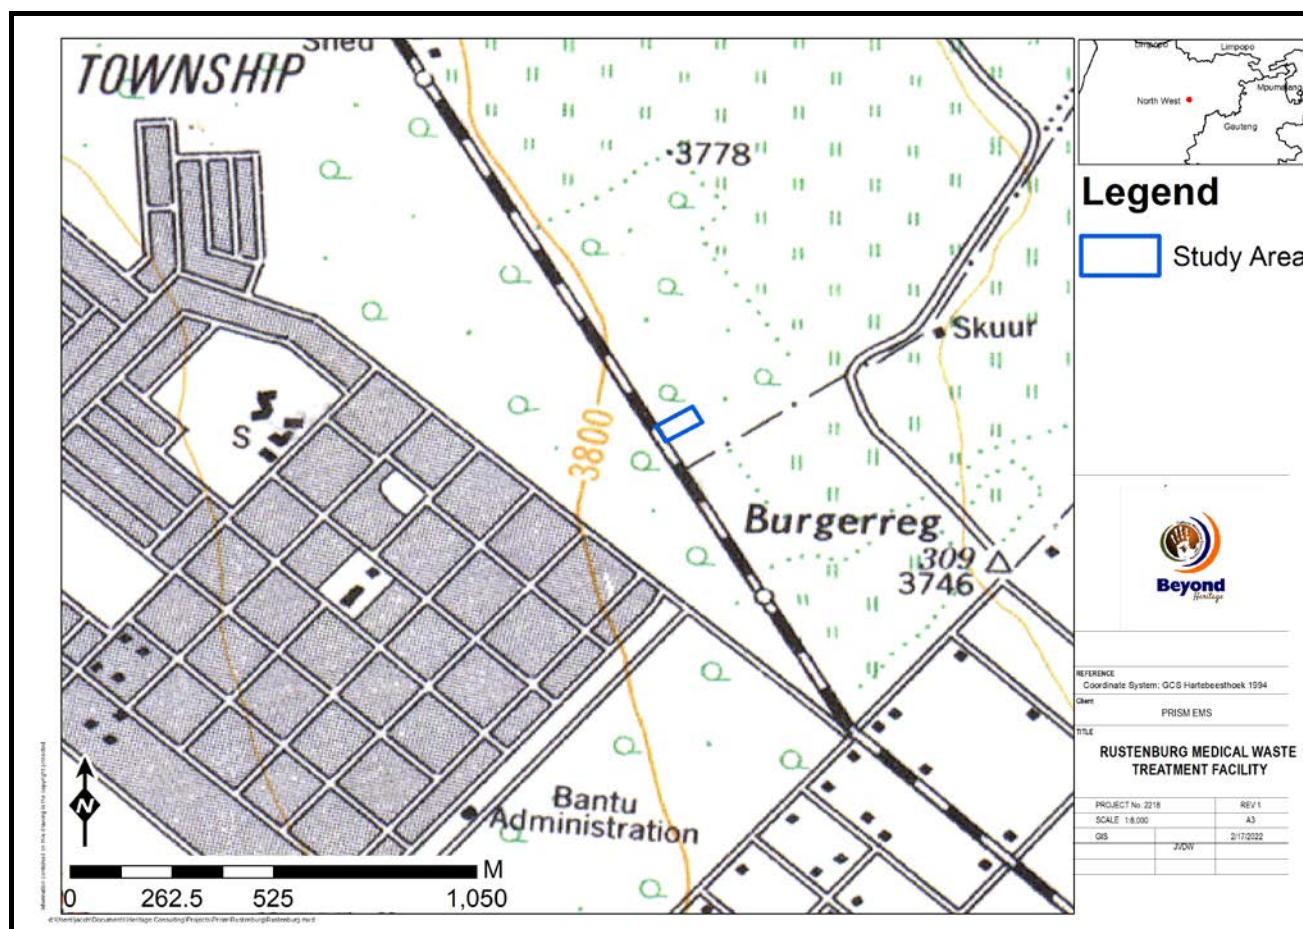 Shed
TOWNSHIP
3778
3800
Skuur
S
Burgerreg
309
3746
Bantu
Administration
N
M
0
262.5
525
1,050
Limpopo
Limpopo
North West
Gauteng
Legend
Study Area
Beyond
Heritage
REFERENCE
Coordinate System: GCS Hartebeesthoek 1994
Client
PRISM EMS
TITLE
RUSTENBURG MEDICAL WASTE
TREATMENT FACILITY
PROJECT No. 2218
REV 1
SCALE 1:8,000
A3
GIS
JVDW
2/17/2022